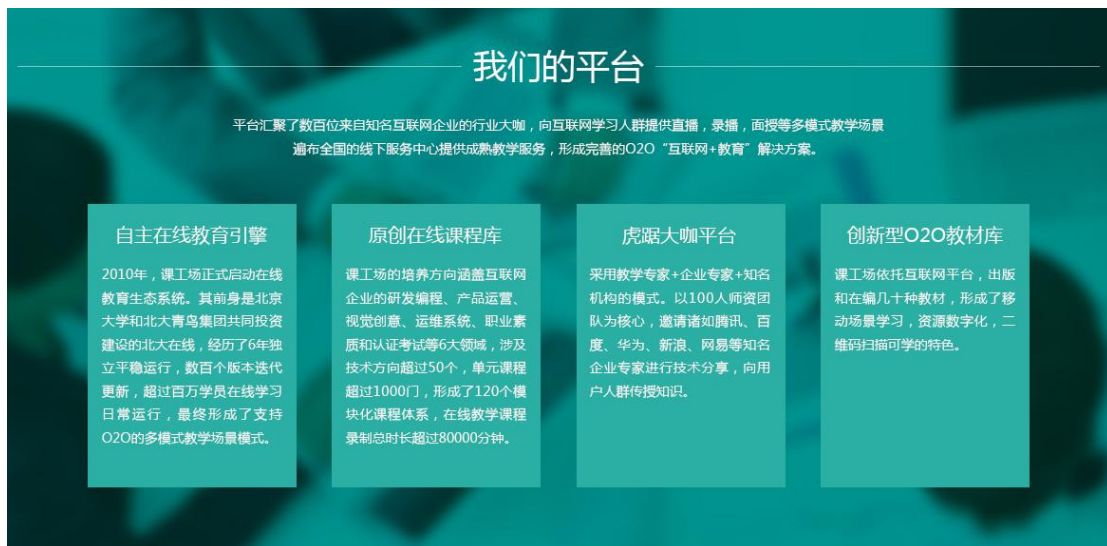 我们的平台
平台汇聚了数百位来自知名互联网企业的行业大咖，向互联网学习人群提供直播，录播，面授等多模式教学场景
遍布全国的线下服务中心提供成熟教学服务，形成完善的O2O“互联网+教育”解决方案。
自主在线教育引擎
2010年，课工场正式启动在线
教育生态系统。其前身是北京
大学和北大青鸟集团共同投资
建设的北大在线，经历了6年独
立平稳运行，数百个版本迭代
更新，超过百万学员在线学习
日常运行，最终形成了支持
O2O的多模式教学场景模式。
原创在线课程库
课工场的培养方向涵盖互联网
企业的研发编程、产品运营、
视觉创意、运维系统、职业素
质和认证考试等6大领域，涉及
技术方向超过50个，单元课程
超过1000门，形成了120个模
块化课程体系，在线教学课程
录制总时长超过80000分钟。
虎踞大咖平台
采用教学专家+企业专家+知名
机构的模式。以100人师资团
队为核心，邀请诸如腾讯、百
度、华为、新浪、网易等知名
企业专家进行技术分享，向用
户人群传授知识。
创新型O2O教材库
课工场依托互联网平台，出版
和在编几十种教材，形成了移
动场景学习，资源数字化，二
维码扫描可学的特色。